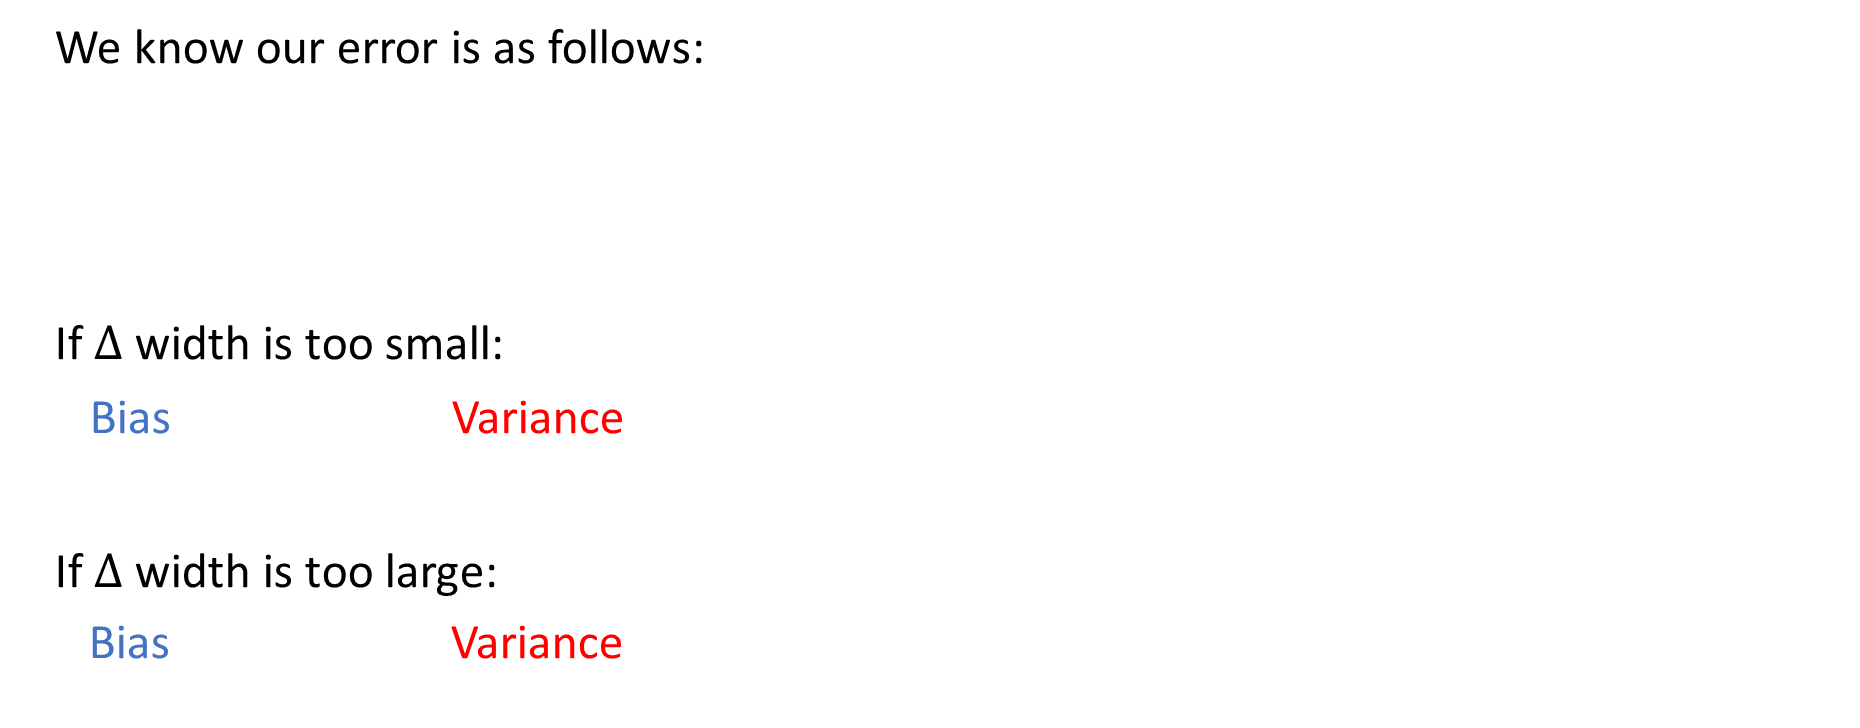 We know our error is as follows:
If Δ width is too small:
Bias Variance
If Δ width is too large:
Bias Variance